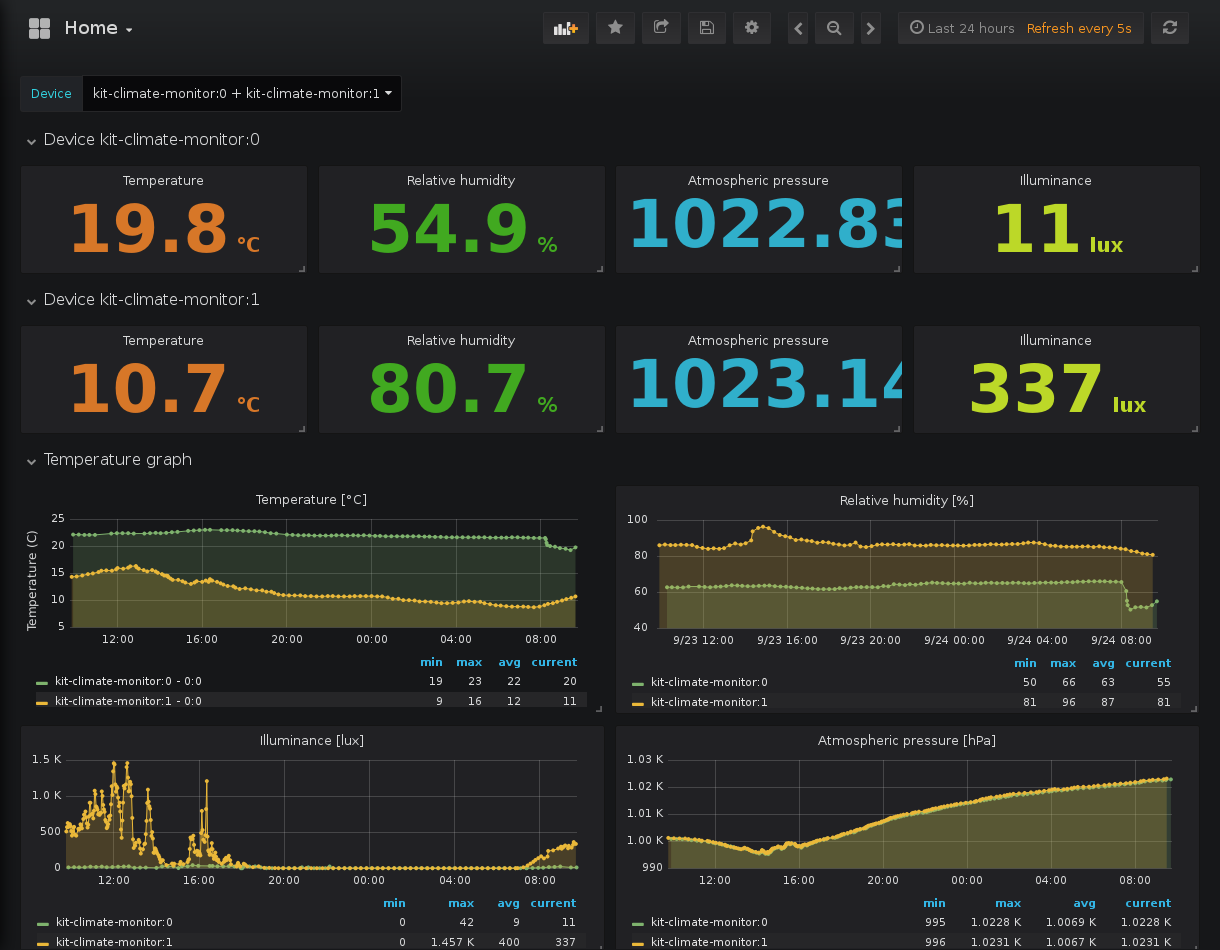 Home
Last 24 hours Refresh every 5s
Device kit-climate-monitor:0 + kit-climate-monitor:1
Device kit-climate-monitor:0
Temperature
19.8 °C
Relative humidity
54.9 %
Atmospheric pressure
1022.83
Illuminance
11 lux
Device kit-climate-monitor:1
Temperature
10.7 °C
Relative humidity
80.7 %
Atmospheric pressure
1023.14
Illuminance
337 lux
Temperature graph
Temperature [°C]
Temperature (C)
25
20
15
10
5
12:00 16:00 20:00 00:00 04:00 08:00
min max avg current
kit-climate-monitor:0 - 0:0 19 23 22 20
kit-climate-monitor:1 - 0:0 9 16 12 11
Relative humidity [%]
100
80
60
40
9/23 12:00 9/23 16:00 9/23 20:00 9/24 00:00 9/24 04:00 9/24 08:00
min max avg current
kit-climate-monitor:0 50 66 63 55
kit-climate-monitor:1 81 96 87 81
Illuminance [lux]
1.5 K
1.0 K
500
0
12:00 16:00 20:00 00:00 04:00 08:00
min max avg current
kit-climate-monitor:0 0 42 9 11
kit-climate-monitor:1 0 1.457 K 400 337
Atmospheric pressure [hPa]
1.03 K
1.02 K
1.01 K
1.00 K
990
12:00 16:00 20:00 00:00 04:00 08:00
min max avg current
kit-climate-monitor:0 995 1.0228 K 1.0069 K 1.0228 K
kit-climate-monitor:1 996 1.0231 K 1.0067 K 1.0231 K